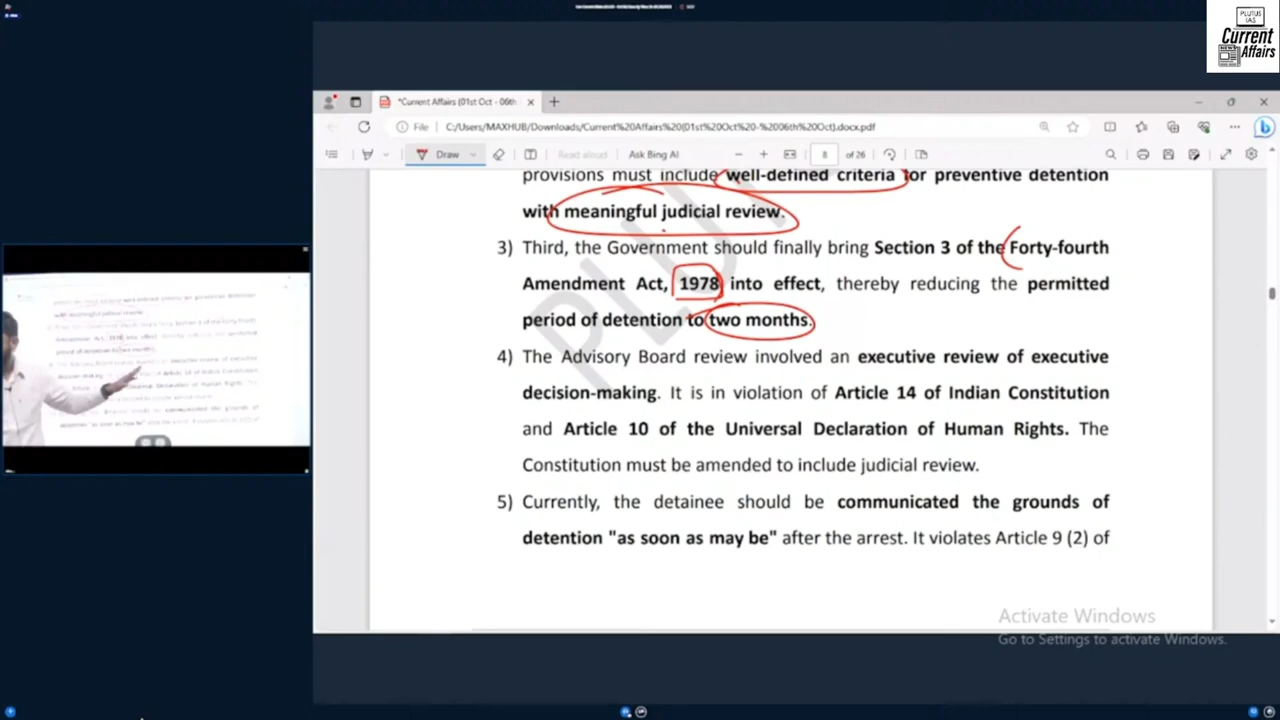 PLUTUS
IAS
Current
NEWS
Affairs
*Current Affairs (01st Oct - 06th
File
C:/Users/MAXHUB/Downloads/Current%20Affairs%20(01st%20Oct%20-%2006th%20Oct).docx.pdf
Draw
Read aloud
Ask Bing AI
8
of 26
provisions must include well-defined criteria for preventive detention
with meaningful judicial review.
3) Third, the Government should finally bring Section 3 of the Forty-fourth
Amendment Act, 1978 into effect, thereby reducing the permitted
period of detention to two months.
4) The Advisory Board review involved an executive review of executive
decision-making. It is in violation of Article 14 of Indian Constitution
and Article 10 of the Universal Declaration of Human Rights. The
Constitution must be amended to include judicial review.
5) Currently, the detainee should be communicated the grounds of
detention "as soon as may be" after the arrest. It violates Article 9 (2) of
PLUT
Activate Windows
Go to Settings to activate Windows.